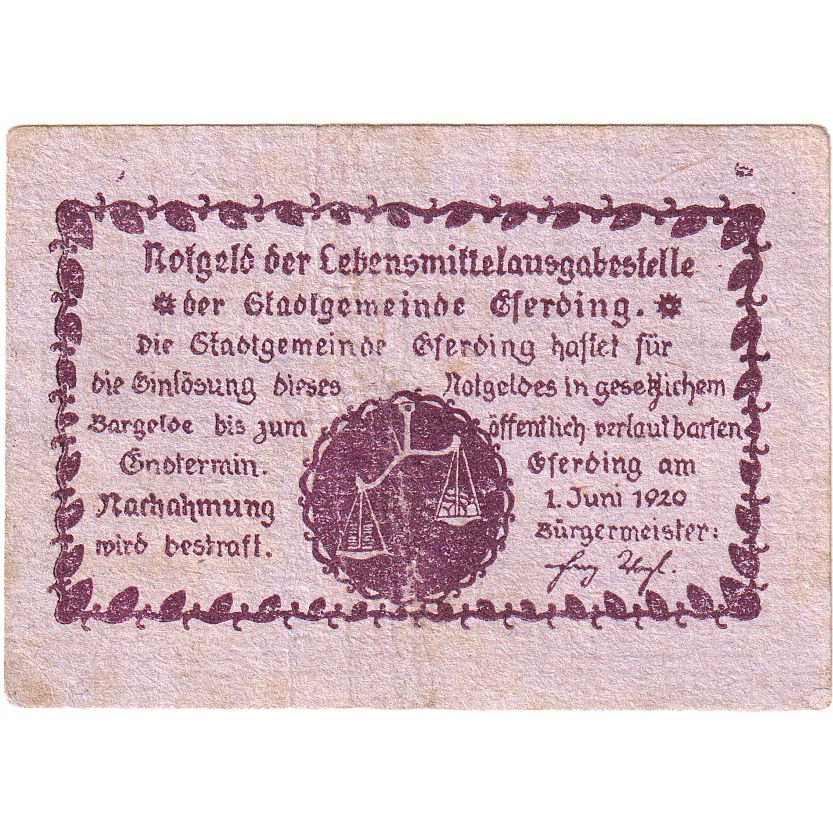 Notgeld der Lebensmittelausgabestelle
der Stadtgemeinde Eferding.
Die Stadtgemeinde Eferding haftet für
die Einlösung dieses Notgeldes in gesetzlichem
Bargelde bis zum öffentlich verlautbarten
Endtermin. Eferding am
Nachahmung 1. Juni 1920
wird bestraft. Bürgermeister: